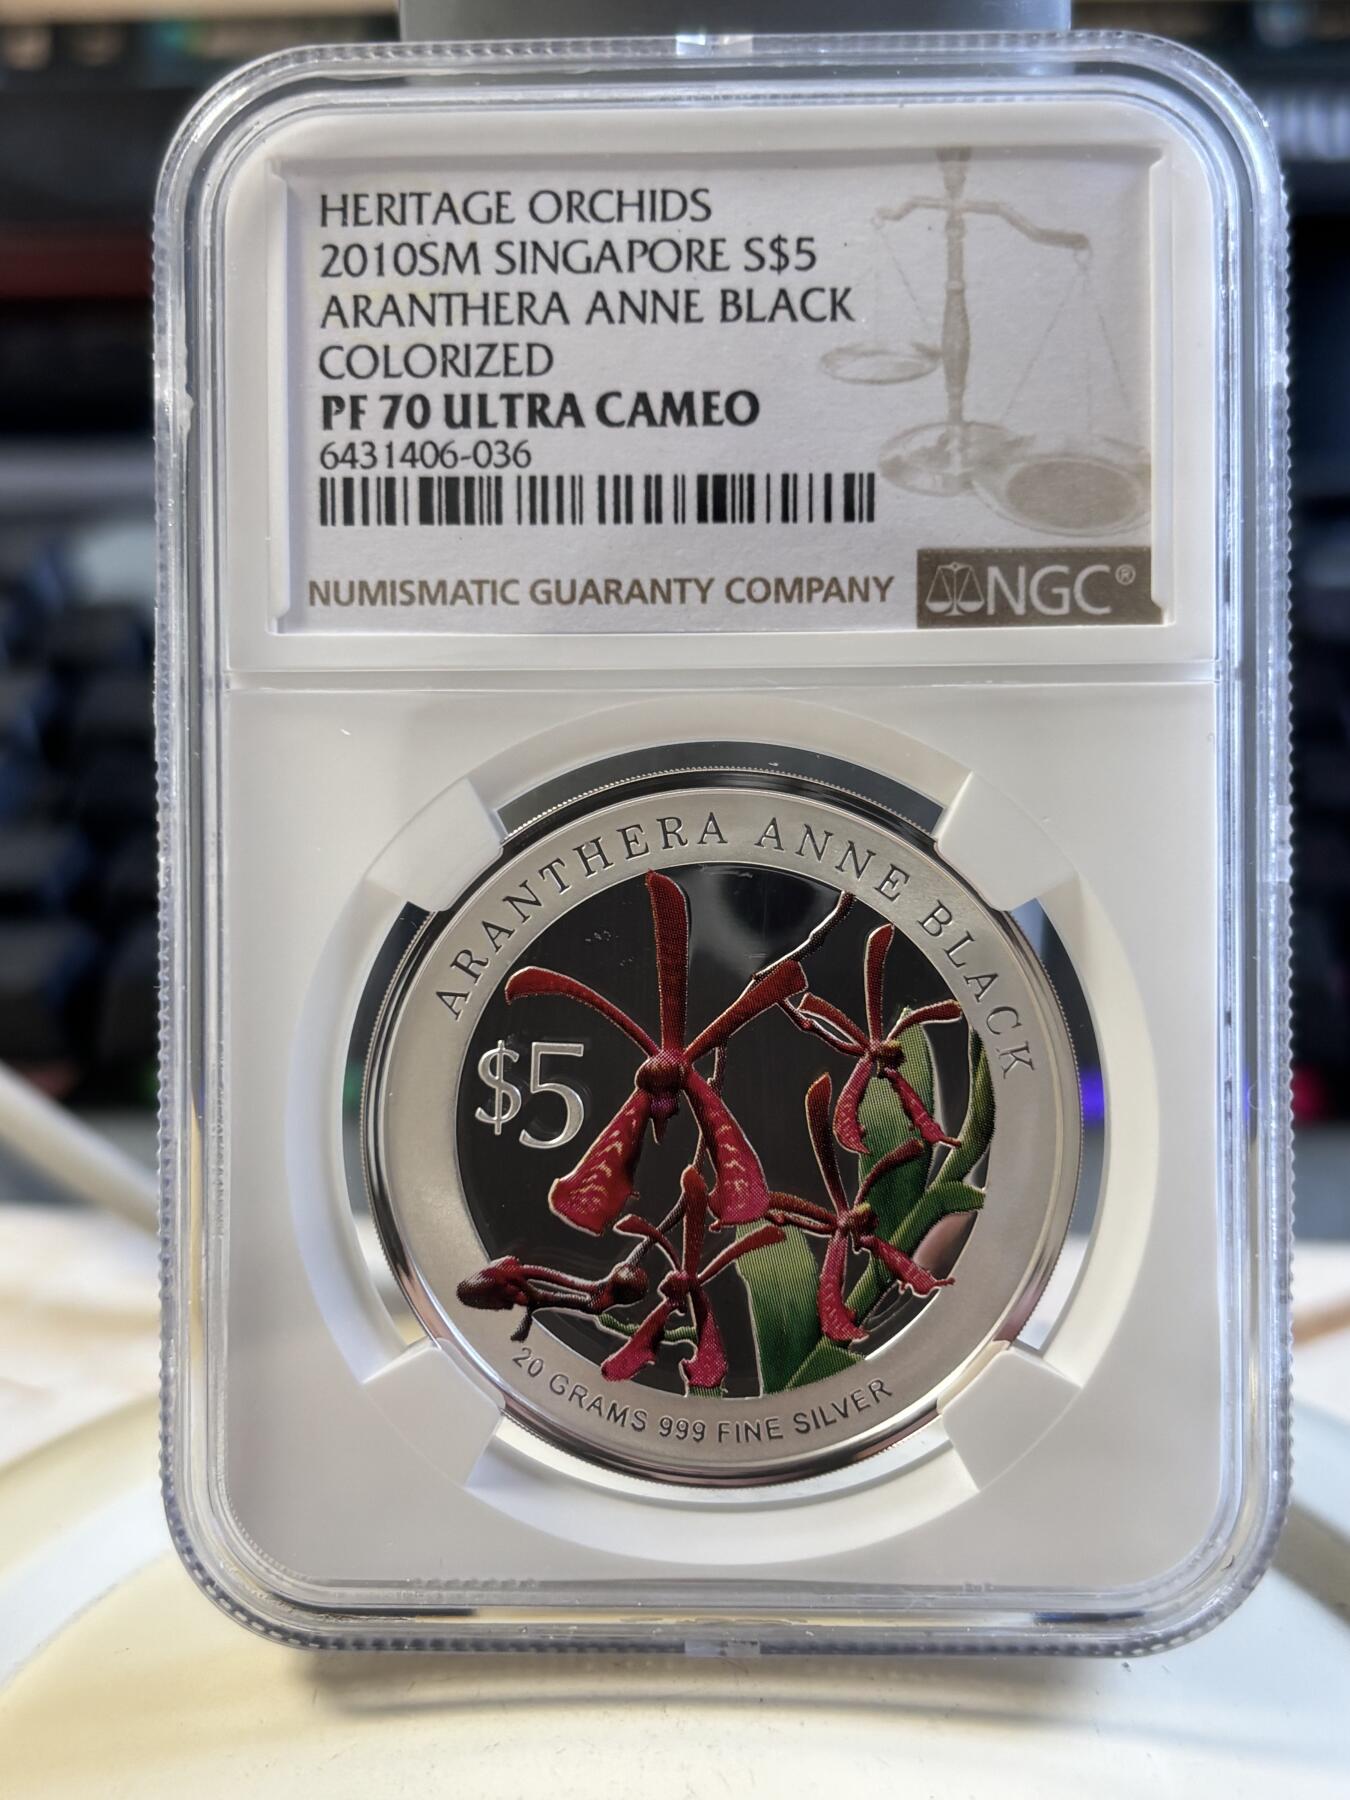 HERITAGE ORCHIDS
2010SM SINGAPORE S$5
ARANTHERA ANNE BLACK
COLORIZED
PF 70 ULTRA CAMEO
6431406-036
NUMISMATIC GUARANTY COMPANY
NGC®
ARANTHERA ANNE BLACK
$5
20 GRAMS 999 FINE SILVER